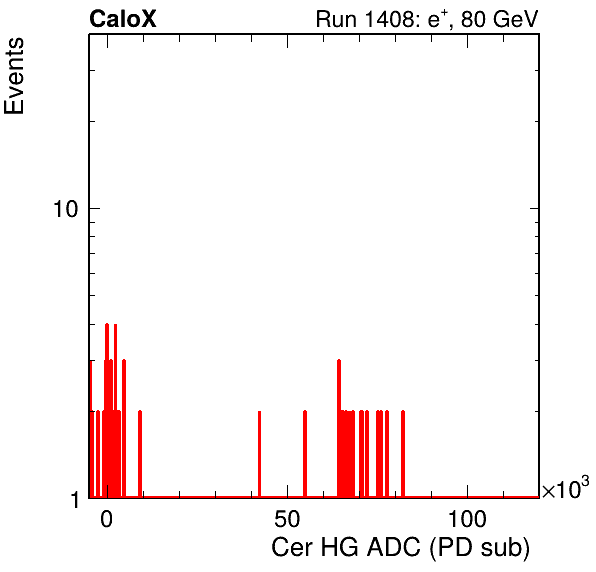 CaloX Run 1408: e⁺, 80 GeV
Events
10
1
0 50 100 ×10³
Cer HG ADC (PD sub)